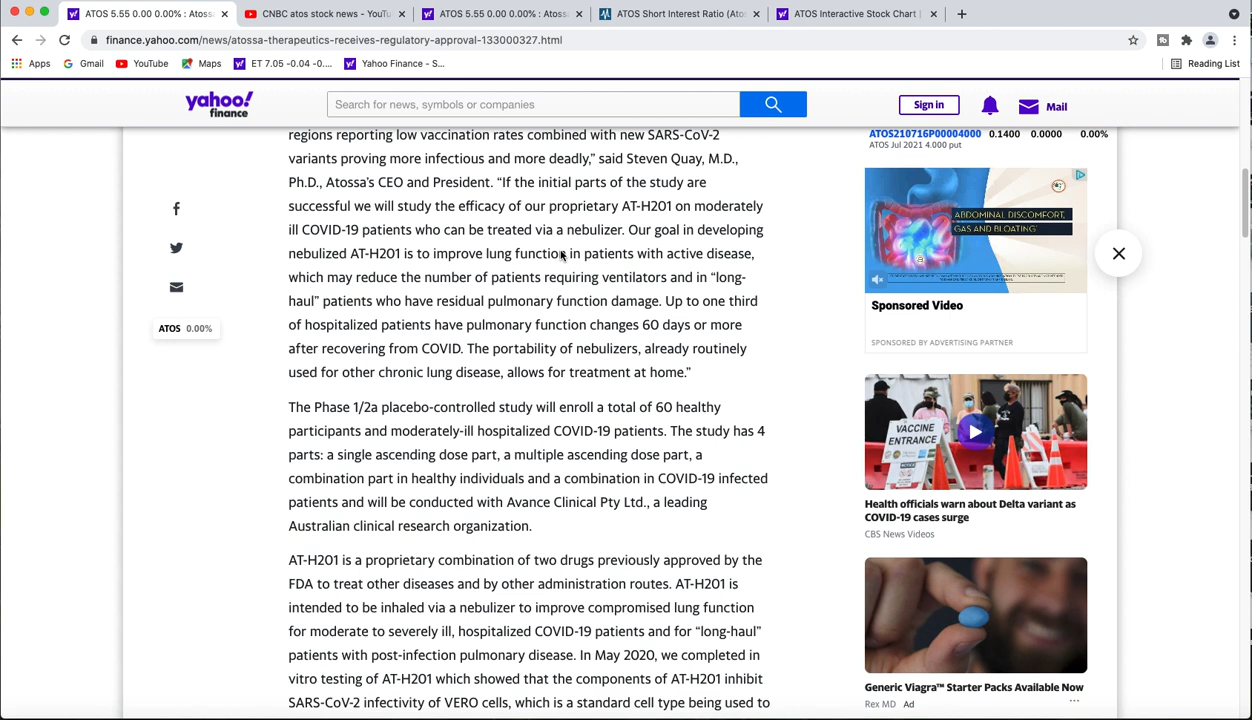 ATOS 5.55 0.00 0.00% : Atoss
CNBC atos stock news - YouTu
ATOS 5.55 0.00 0.00% : Atoss
ATOS Short Interest Ratio (Ato
ATOS Interactive Stock Chart |
finance.yahoo.com/news/atossa-therapeutics-receives-regulatory-approval-133000327.html
Apps
Gmail
YouTube
Maps
ET 7.05 -0.04 -0....
Yahoo Finance - S...
Reading List
yahoo!
finance
Search for news, symbols or companies
Sign in
Mail
regions reporting low vaccination rates combined with new SARS-CoV-2
variants proving more infectious and more deadly,” said Steven Quay, M.D.,
Ph.D., Atossa’s CEO and President. “If the initial parts of the study are
successful we will study the efficacy of our proprietary AT-H201 on moderately
ill COVID-19 patients who can be treated via a nebulizer. Our goal in developing
nebulized AT-H201 is to improve lung function in patients with active disease,
which may reduce the number of patients requiring ventilators and in “long-
haul” patients who have residual pulmonary function damage. Up to one third
of hospitalized patients have pulmonary function changes 60 days or more
after recovering from COVID. The portability of nebulizers, already routinely
used for other chronic lung disease, allows for treatment at home.”
The Phase 1/2a placebo-controlled study will enroll a total of 60 healthy
participants and moderately-ill hospitalized COVID-19 patients. The study has 4
parts: a single ascending dose part, a multiple ascending dose part, a
combination part in healthy individuals and a combination in COVID-19 infected
patients and will be conducted with Avance Clinical Pty Ltd., a leading
Australian clinical research organization.
AT-H201 is a proprietary combination of two drugs previously approved by the
FDA to treat other diseases and by other administration routes. AT-H201 is
intended to be inhaled via a nebulizer to improve compromised lung function
for moderate to severely ill, hospitalized COVID-19 patients and for “long-haul”
patients with post-infection pulmonary disease. In May 2020, we completed in
vitro testing of AT-H201 which showed that the components of AT-H201 inhibit
SARS-CoV-2 infectivity of VERO cells, which is a standard cell type being used to
ATOS 0.00%
ATOS210716P00004000 0.1400 0.0000 0.00%
ATOS Jul 2021 4.000 put
ABDOMINAL DISCOMFORT,
GAS AND BLOATING
Sponsored Video
SPONSORED BY ADVERTISING PARTNER
VACCINE
ENTRANCE
Health officials warn about Delta variant as
COVID-19 cases surge
CBS News Videos
Generic Viagra™ Starter Packs Available Now
Rex MD Ad